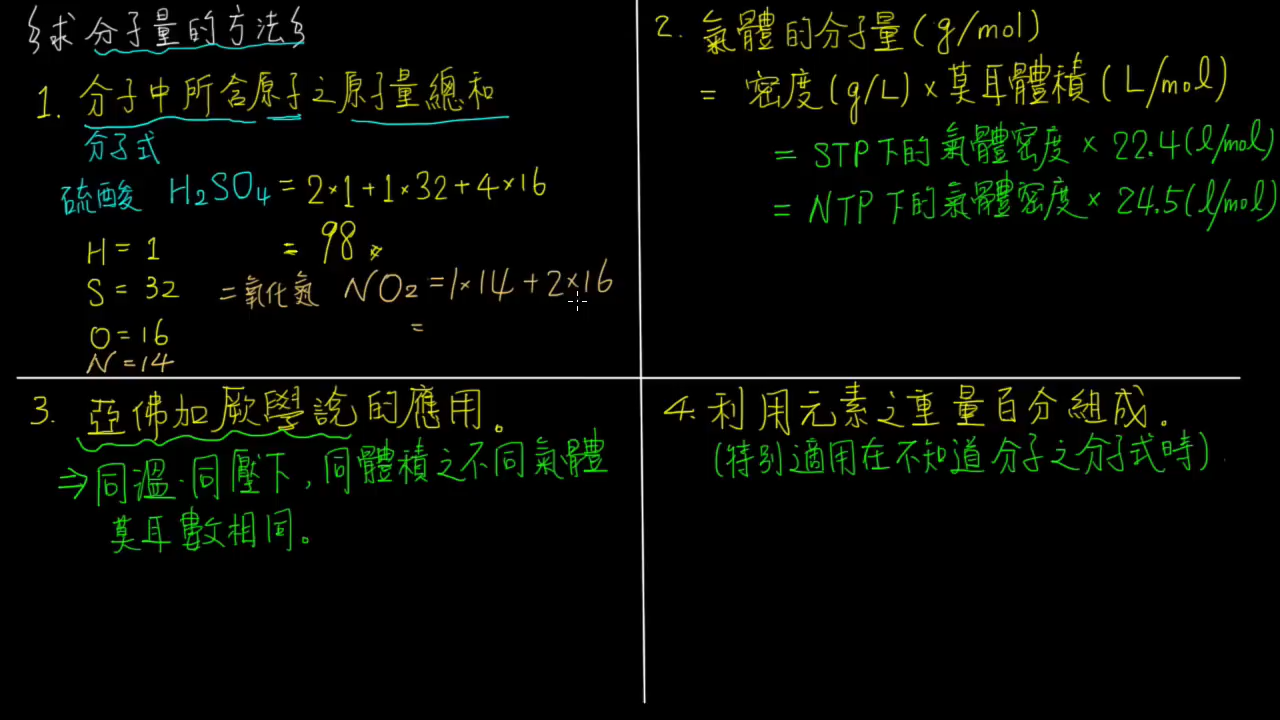 §求分子量的方法§
1. 分子中所含原子之原子量總和
分子式
硫酸 H₂SO₄ = 2×1+1×32+4×16
= 98
H = 1
S = 32
O = 16
N = 14
二氧化氮 NO₂ = 1×14+2×16
=
2. 氣體的分子量(g/mol)
= 密度(g/L)×莫耳體積(L/mol)
= STP下的氣體密度×22.4(l/mol)
= NTP下的氣體密度×24.5(l/mol)
3. 亞佛加厥學說的應用。
⇒同溫.同壓下,同體積之不同氣體
莫耳數相同。
4. 利用元素之重量百分組成。
(特別適用在不知道分子之分子式時).